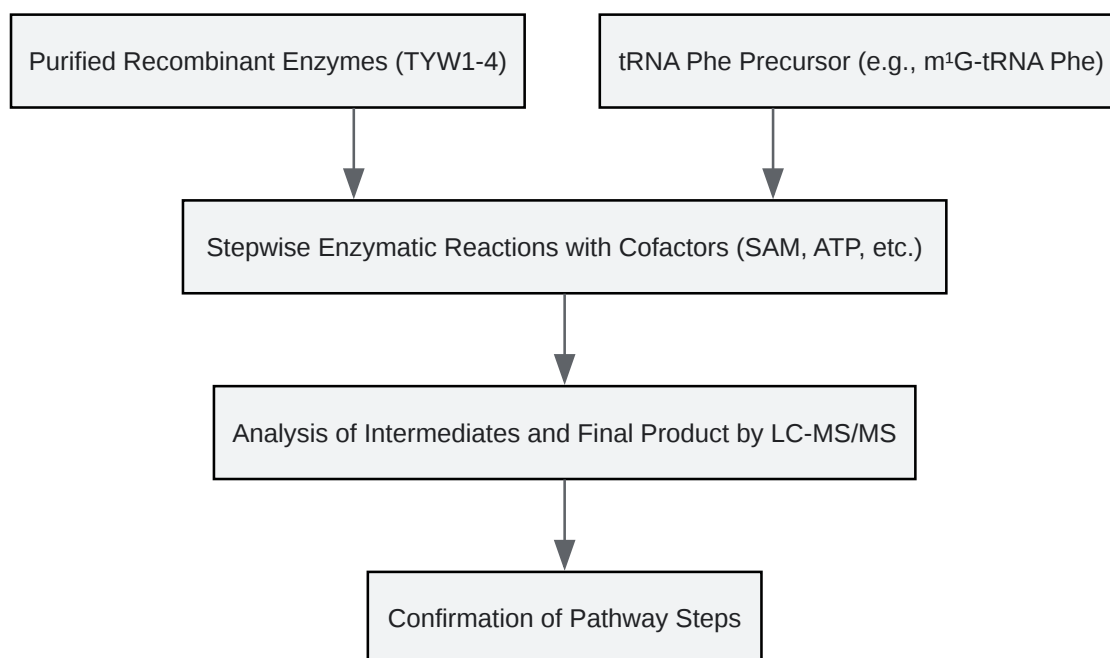 Purified Recombinant Enzymes (TYW1-4)
tRNA Phe Precursor (e.g., m¹G-tRNA Phe)
Stepwise Enzymatic Reactions with Cofactors (SAM, ATP, etc.)
Analysis of Intermediates and Final Product by LC-MS/MS
Confirmation of Pathway Steps